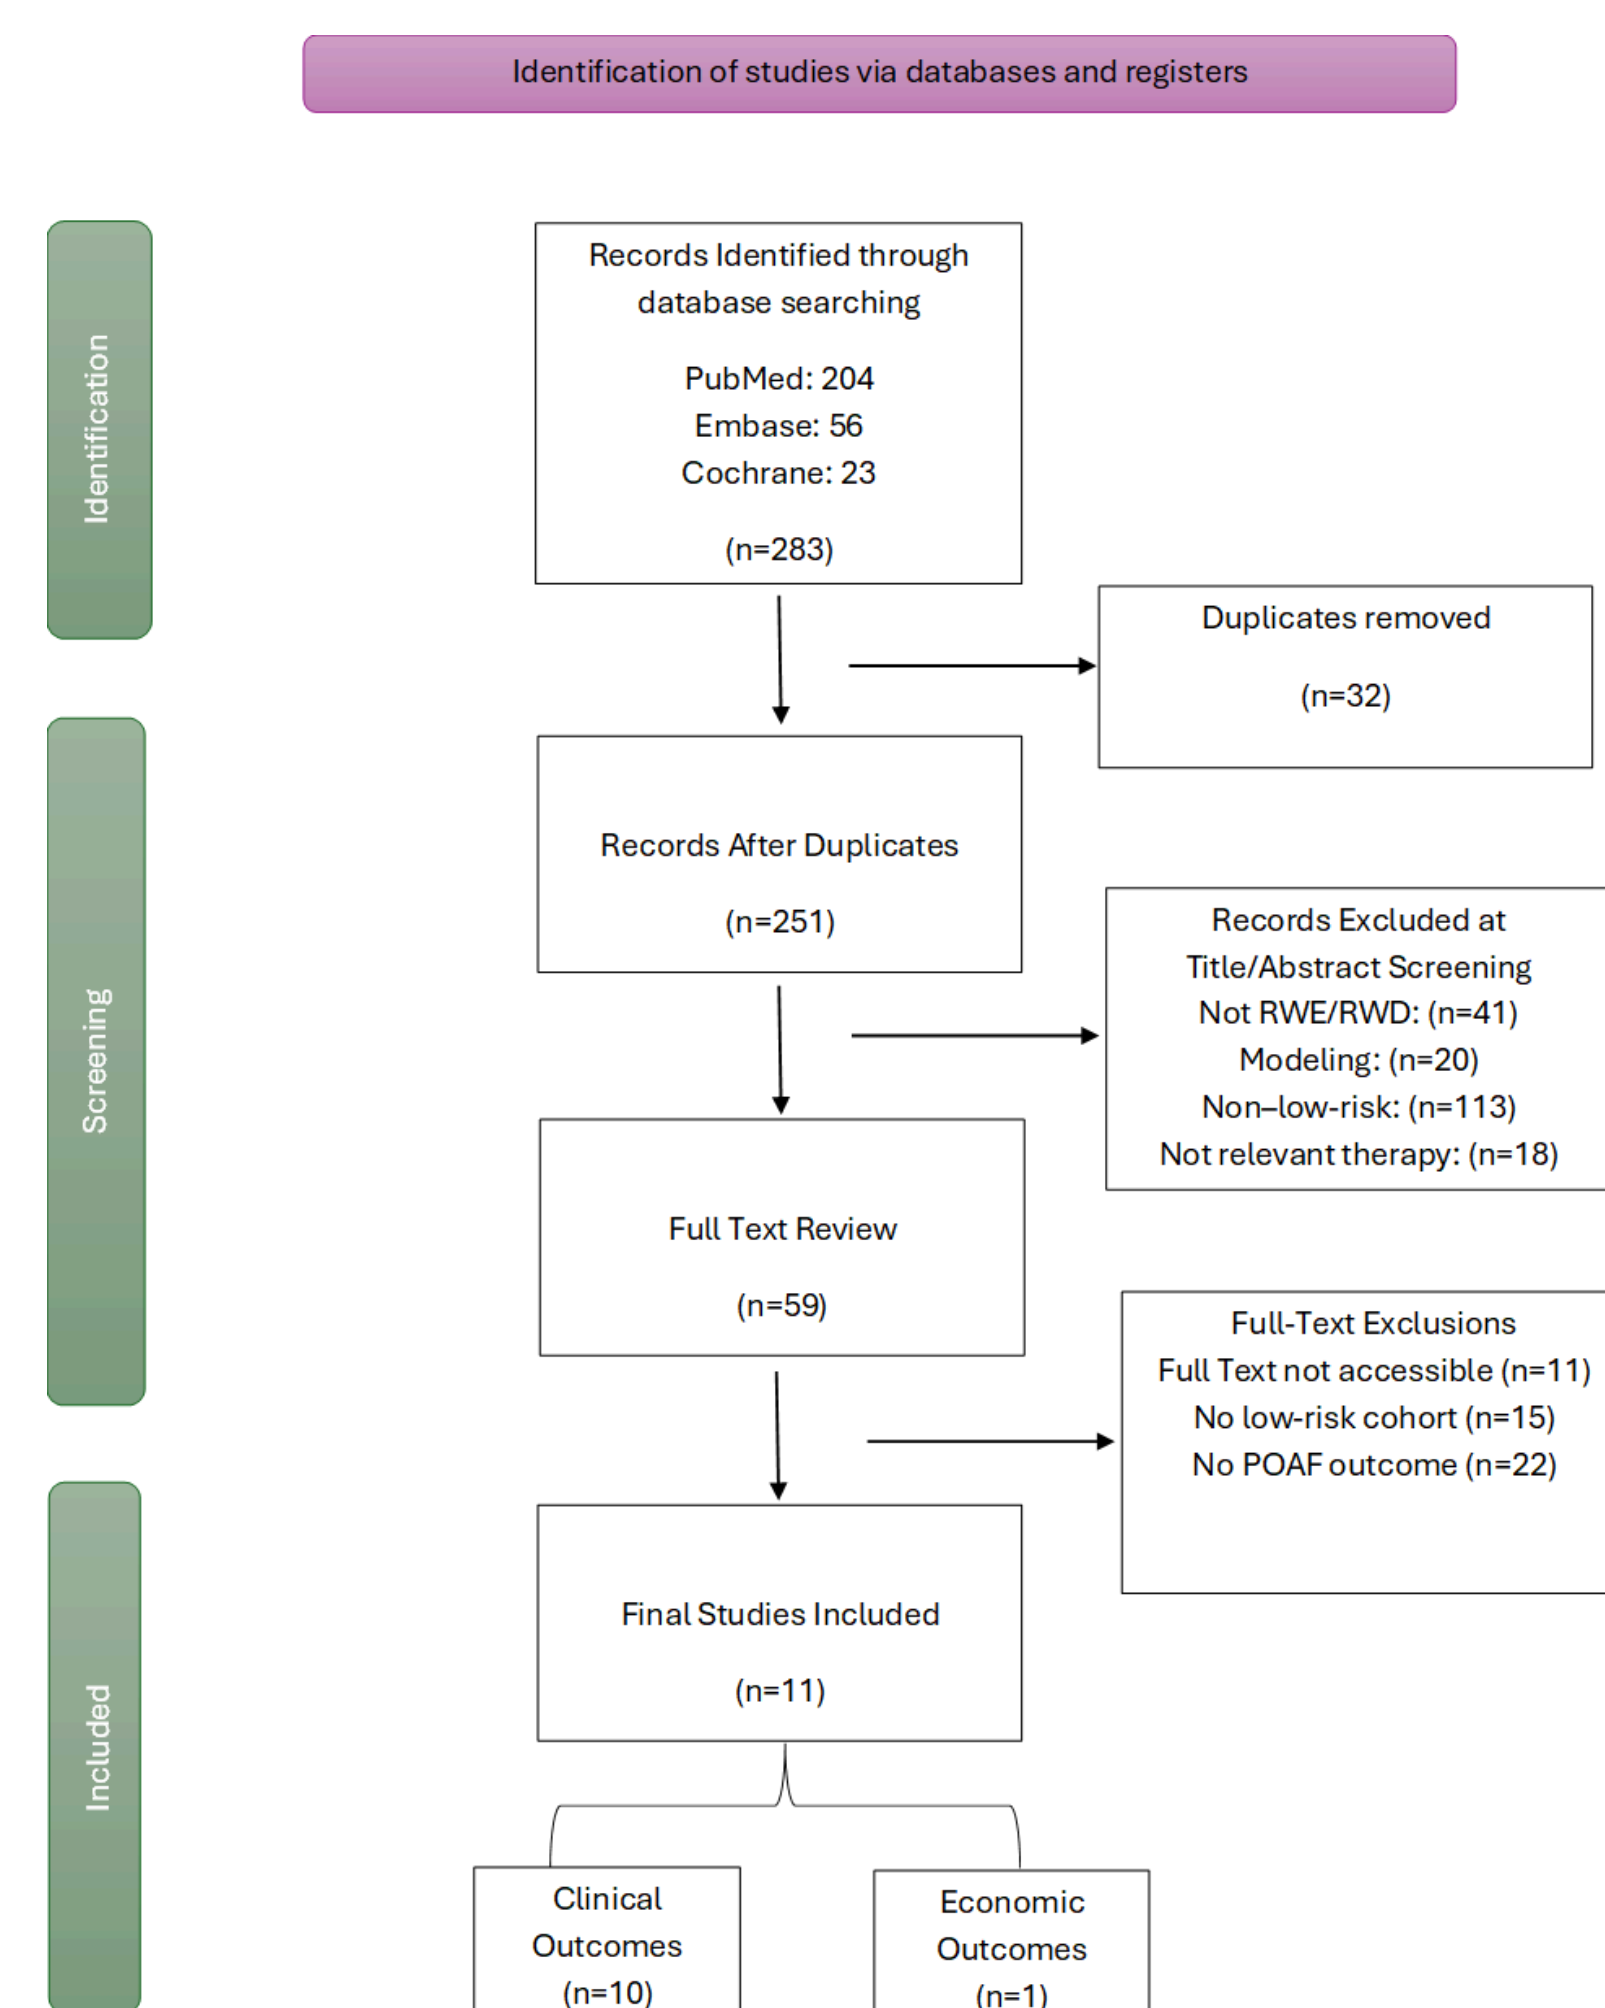 Identification of studies via databases and registers
Identification
Records Identified through
database searching
PubMed: 204
Embase: 56
Cochrane: 23
(n=283)
Duplicates removed
(n=32)
Screening
Records After Duplicates
(n=251)
Records Excluded at
Title/Abstract Screening
Not RWE/RWD: (n=41)
Modeling: (n=20)
Non–low-risk: (n=113)
Not relevant therapy: (n=18)
Full Text Review
(n=59)
Full-Text Exclusions
Full Text not accessible (n=11)
No low-risk cohort (n=15)
No POAF outcome (n=22)
Included
Final Studies Included
(n=11)
Clinical
Outcomes
(n=10)
Economic
Outcomes
(n=1)